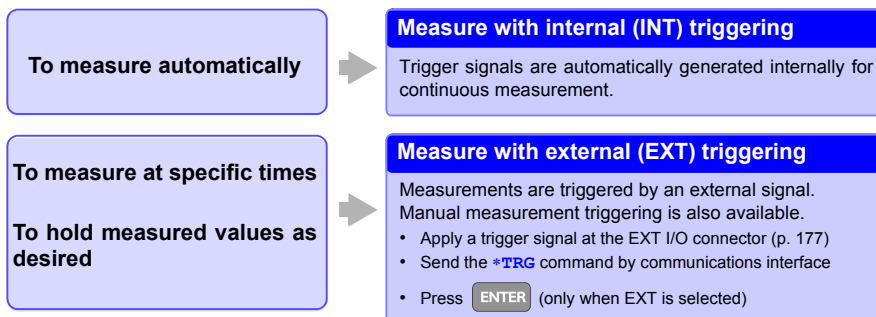 To measure automatically
Measure with internal (INT) triggering
Trigger signals are automatically generated internally for
continuous measurement.
To measure at specific times
To hold measured values as
desired
Measure with external (EXT) triggering
Measurements are triggered by an external signal.
Manual measurement triggering is also available.
• Apply a trigger signal at the EXT I/O connector (p. 177)
• Send the *TRG command by communications interface
• Press ENTER (only when EXT is selected)